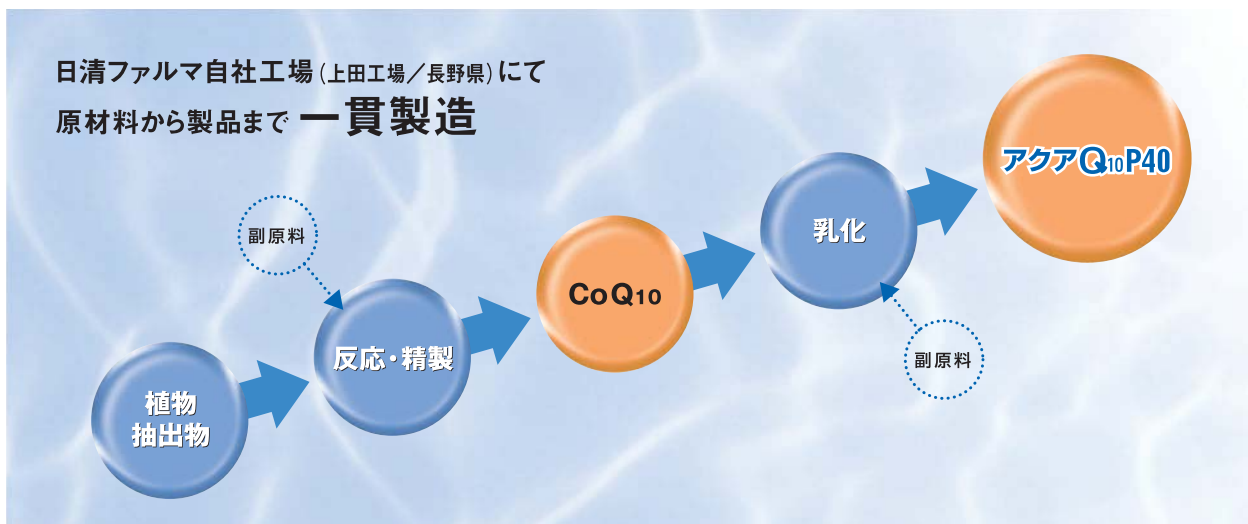 日清ファルマ自社工場(上田工場／長野県)にて
原材料から製品まで 一貫製造
アクアQ10P40
乳化
副原料
CoQ10
副原料
反応・精製
植物
抽出物